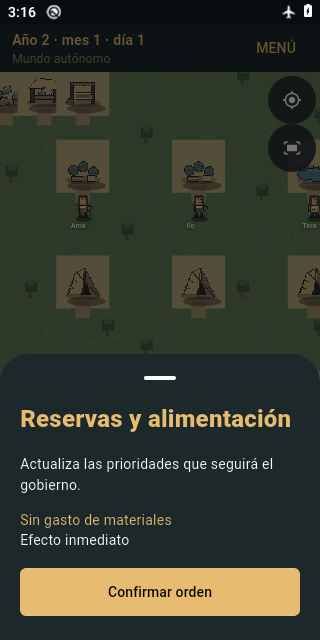 3:16
Año 2 · mes 1 · día 1
Mundo autónomo
MENÚ
Ama
Ilo
Tara
Reservas y alimentación
Actualiza las prioridades que seguirá el
gobierno.
Sin gasto de materiales
Efecto inmediato
Confirmar orden